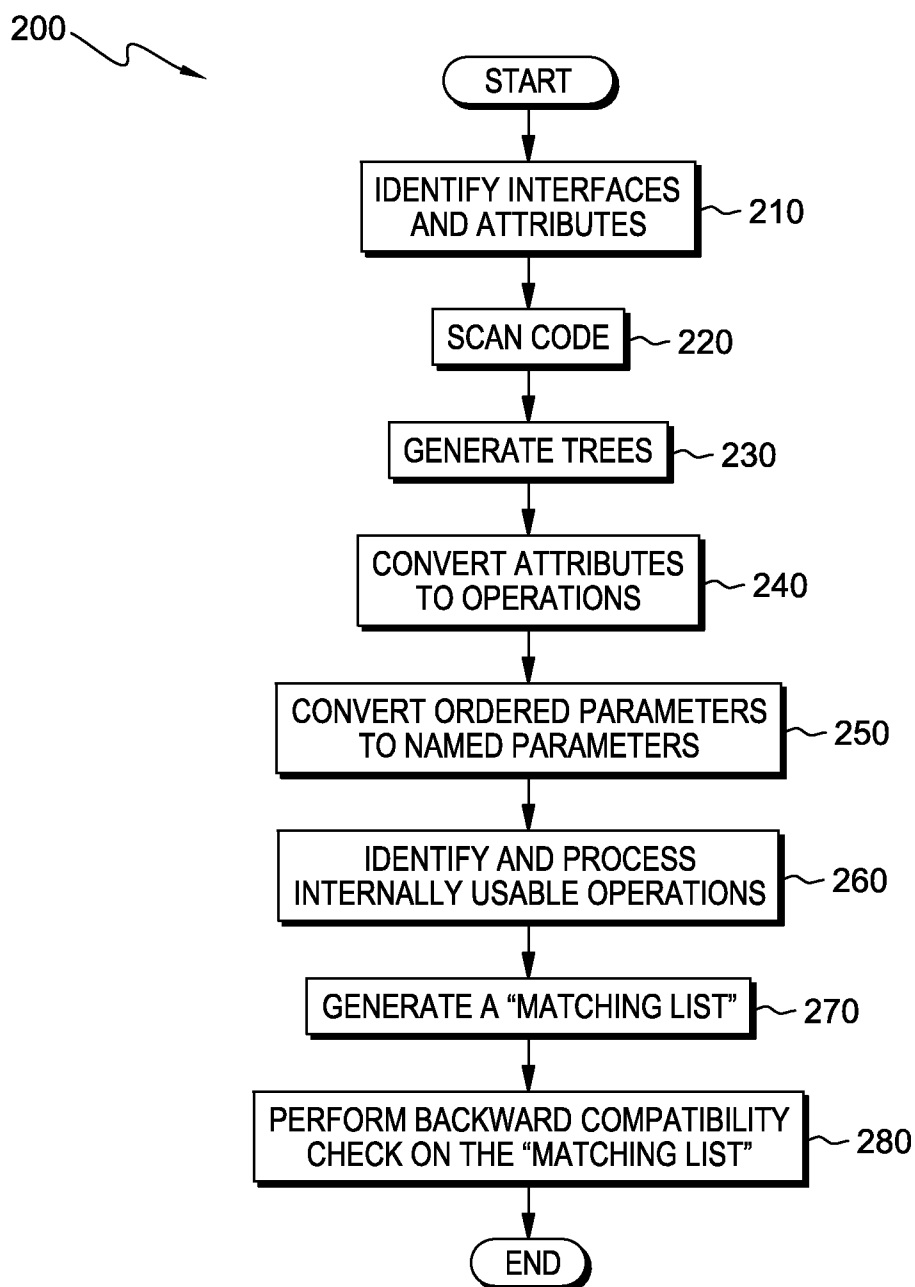 200
START
IDENTIFY INTERFACES
AND ATTRIBUTES
210
SCAN CODE
220
GENERATE TREES
230
CONVERT ATTRIBUTES
TO OPERATIONS
240
CONVERT ORDERED PARAMETERS
TO NAMED PARAMETERS
250
IDENTIFY AND PROCESS
INTERNALLY USABLE OPERATIONS
260
GENERATE A “MATCHING LIST”
270
PERFORM BACKWARD COMPATIBILITY
CHECK ON THE “MATCHING LIST”
280
END